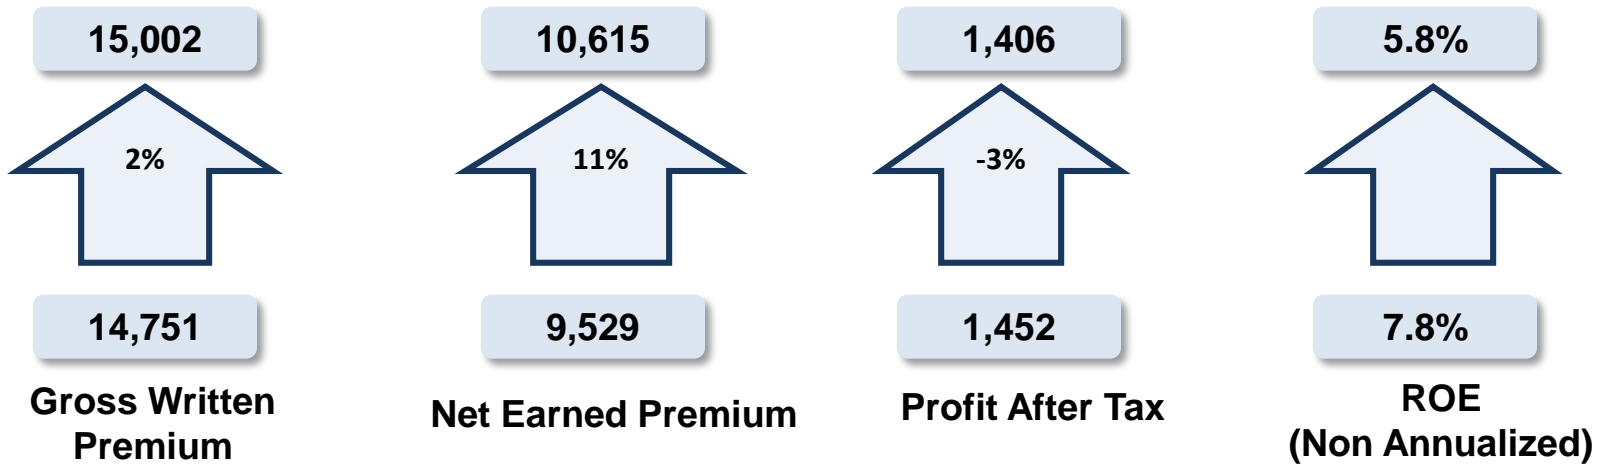 15,002
10,615
1,406
5.8%
2%
11%
-3%
14,751
9,529
1,452
7.8%
Gross Written
Premium
Net Earned Premium
Profit After Tax
ROE
(Non Annualized)